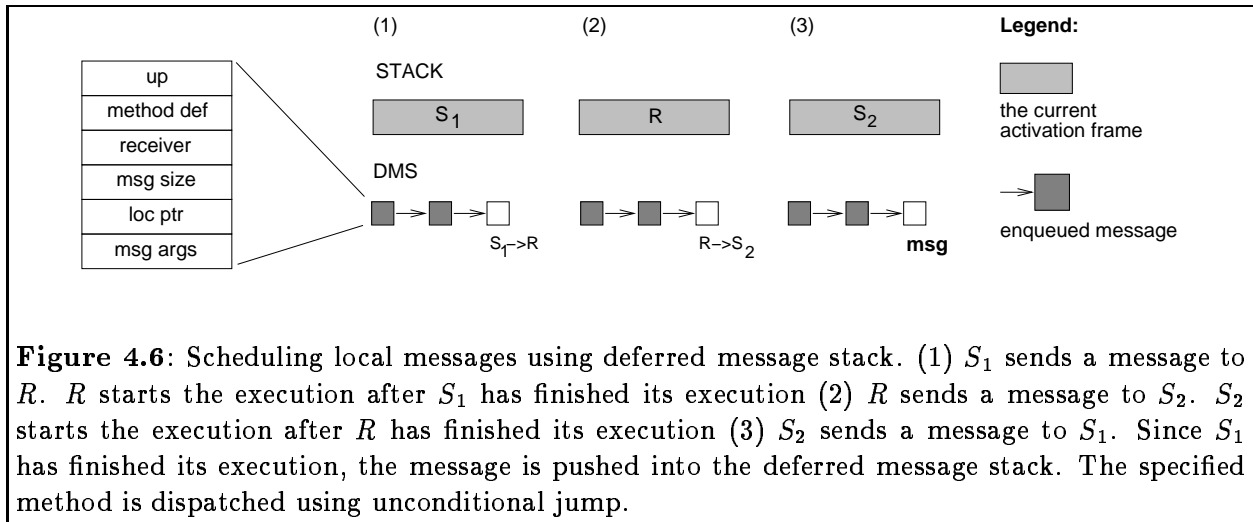 (1) (2) (3) Legend:
up
method def
receiver
msg size
loc ptr
msg args
STACK
S1 R S2
DMS
S1->R R->S2 msg
the current
activation frame
enqueued message
Figure 4.6: Scheduling local messages using deferred message stack. (1) S1 sends a message to
R. R starts the execution after S1 has finished its execution (2) R sends a message to S2. S2
starts the execution after R has finished its execution (3) S2 sends a message to S1. Since S1
has finished its execution, the message is pushed into the deferred message stack. The specified
method is dispatched using unconditional jump.